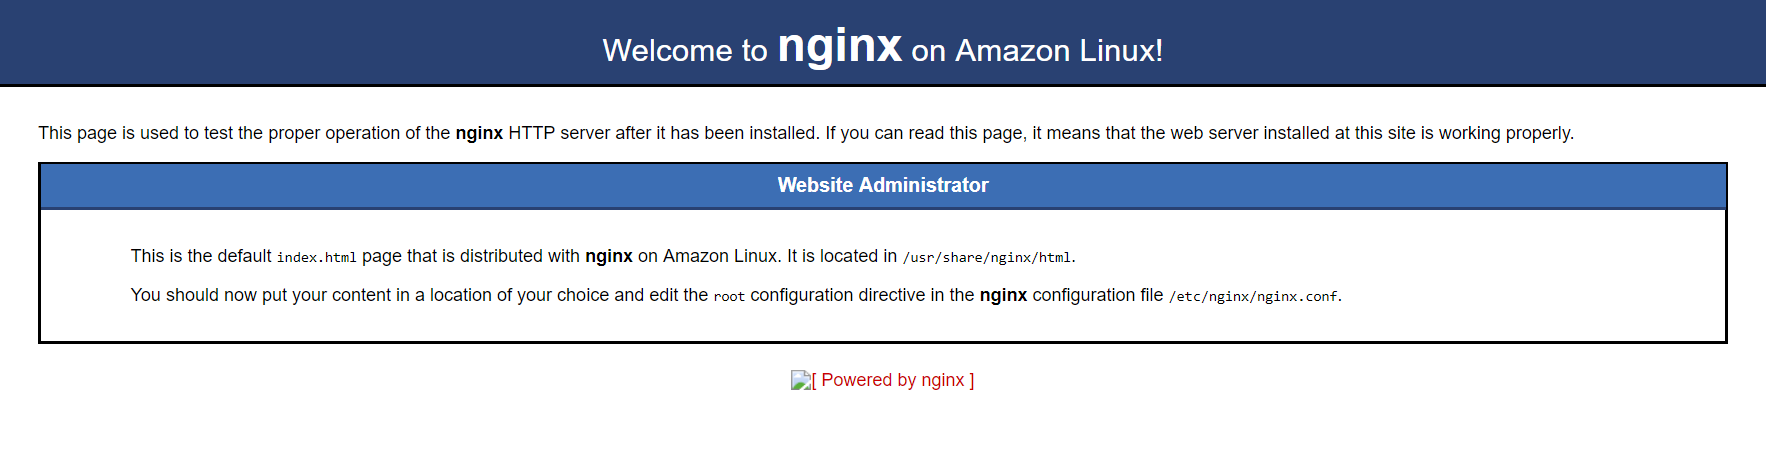 Welcome to nginx on Amazon Linux!
This page is used to test the proper operation of the nginx HTTP server after it has been installed. If you can read this page, it means that the web server installed at this site is working properly.
Website Administrator
This is the default index.html page that is distributed with nginx on Amazon Linux. It is located in /usr/share/nginx/html.
You should now put your content in a location of your choice and edit the root configuration directive in the nginx configuration file /etc/nginx/nginx.conf.
[ Powered by nginx ]